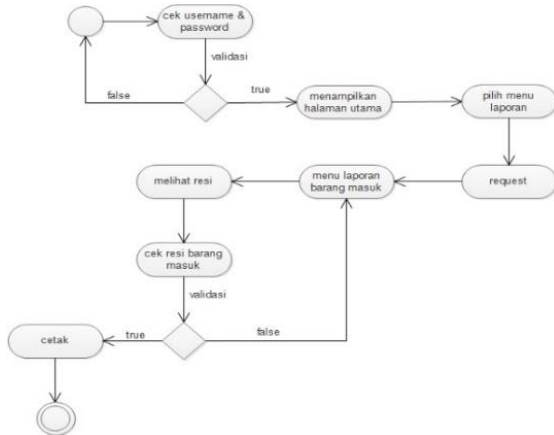 cek username &
password
validasi
false
true
menampilkan
halaman utama
pilih menu
laporan
melihat resi
menu laporan
barang masuk
request
cek resi barang
masuk
validasi
cetak
true
false